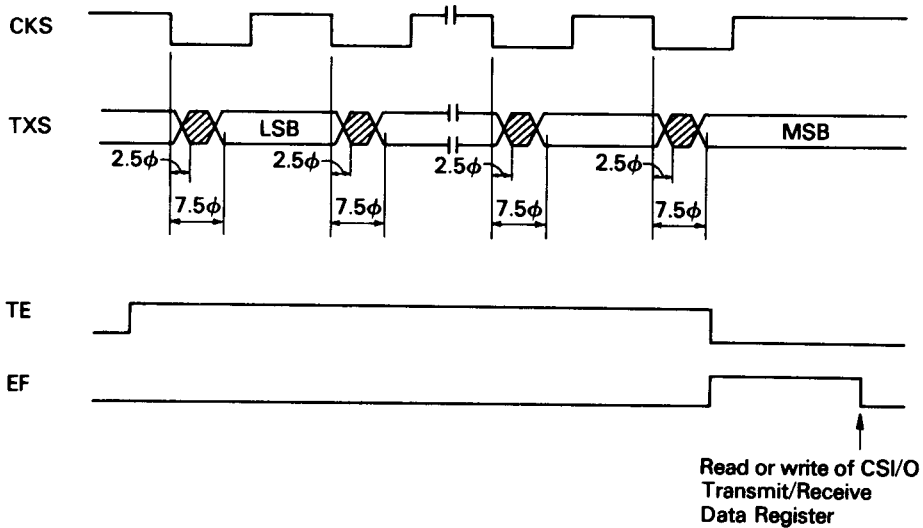 CKS
TXS
LSB
MSB
2.5ϕ
2.5ϕ
2.5ϕ
2.5ϕ
7.5ϕ
7.5ϕ
7.5ϕ
7.5ϕ
TE
EF
Read or write of CSI/O
Transmit/Receive
Data Register